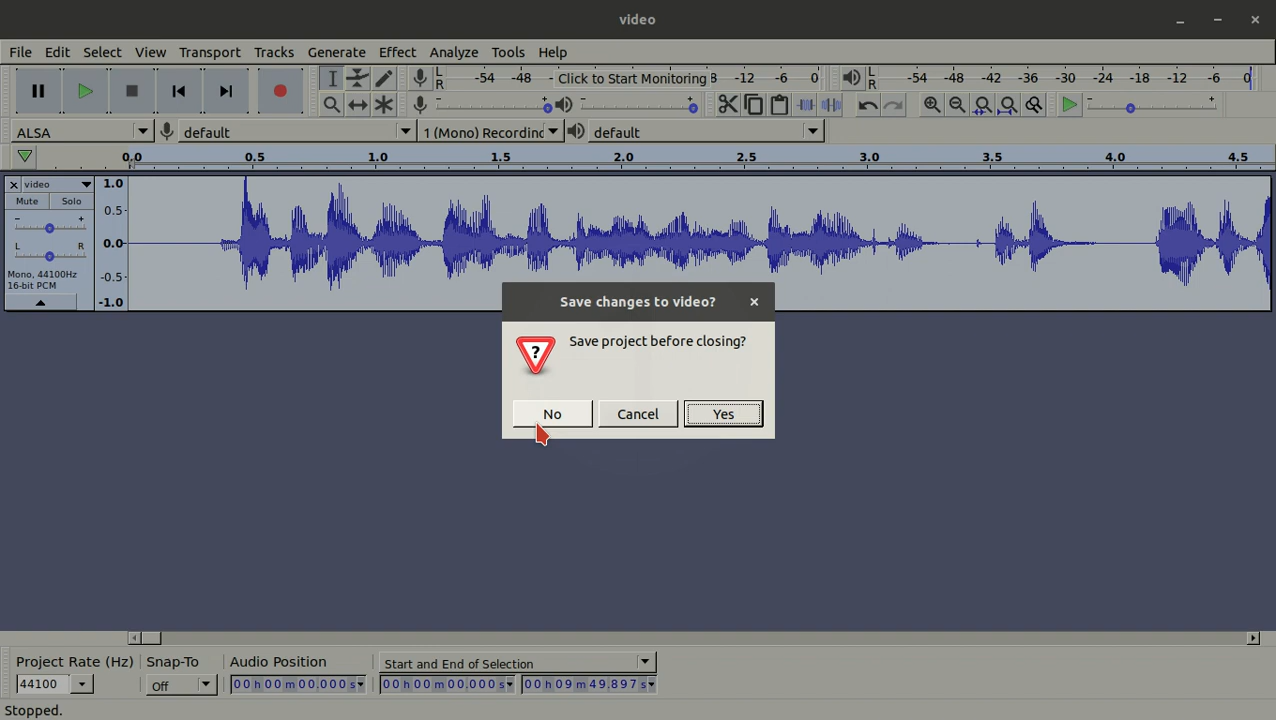 video
File Edit Select View Transport Tracks Generate Effect Analyze Tools Help
L R -54 -48 Click to Start Monitoring 8 -12 -6 0 L R -54 -48 -42 -36 -30 -24 -18 -12 -6 0
- + - + - +
ALSA default 1 (Mono) Recording default
0.0 0.5 1.0 1.5 2.0 2.5 3.0 3.5 4.0 4.5
x video 1.0
Mute Solo 0.5
- +
L R 0.0
Mono, 44100Hz -0.5
16-bit PCM
-1.0
Save changes to video? ×
Save project before closing?
?
No Cancel Yes
Project Rate (Hz) Snap-To Audio Position Start and End of Selection
44100 Off 00 h 00 m 00.000 s 00 h 00 m 00.000 s 00 h 09 m 49.897 s
Stopped.